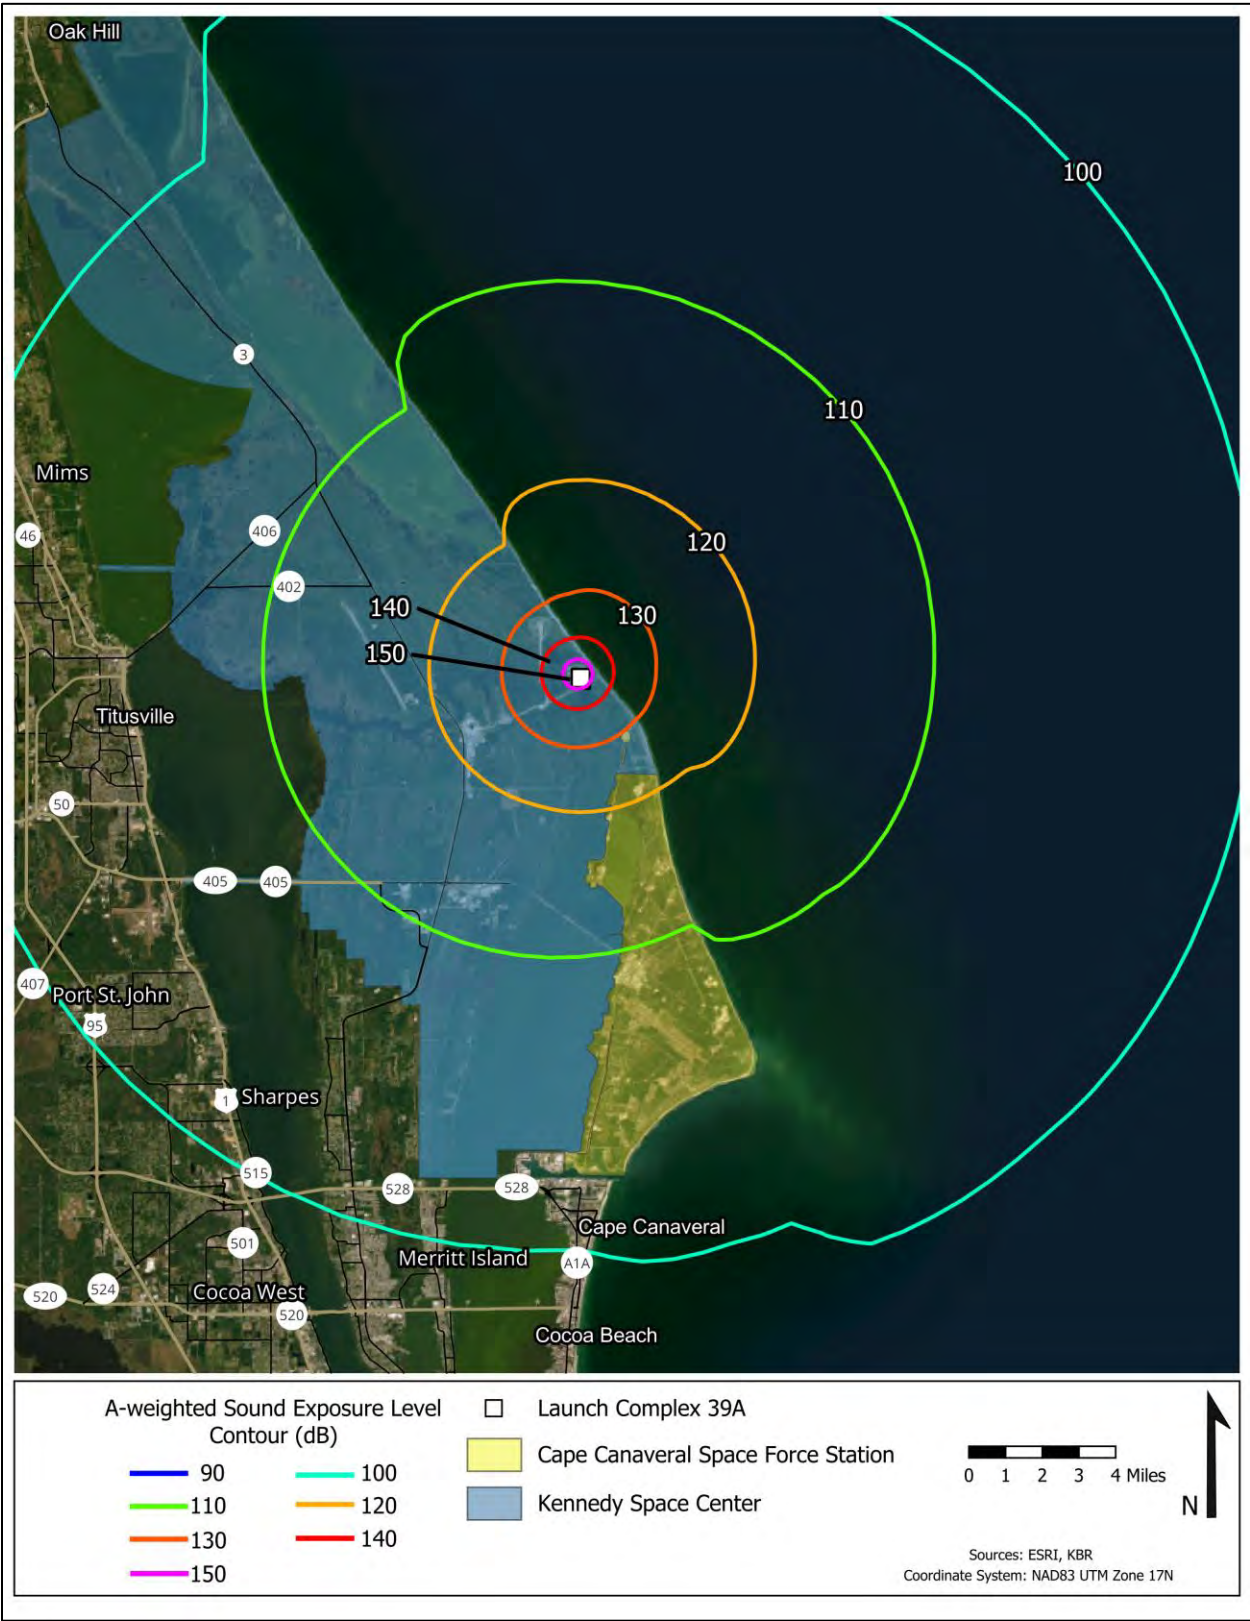 Oak Hill
100
3
110
Mims
406
46
120
402
140
130
150
Titusville
50
405
405
407
Port St. John
95
1
Sharpes
515
528
528
Cape Canaveral
501
Merritt Island
A1A
524
Cocoa West
520
520
Cocoa Beach
A-weighted Sound Exposure Level
Contour (dB)
90
100
110
120
130
140
150
Launch Complex 39A
Cape Canaveral Space Force Station
Kennedy Space Center
0 1 2 3 4 Miles
N
Sources: ESRI, KBR
Coordinate System: NAD83 UTM Zone 17N